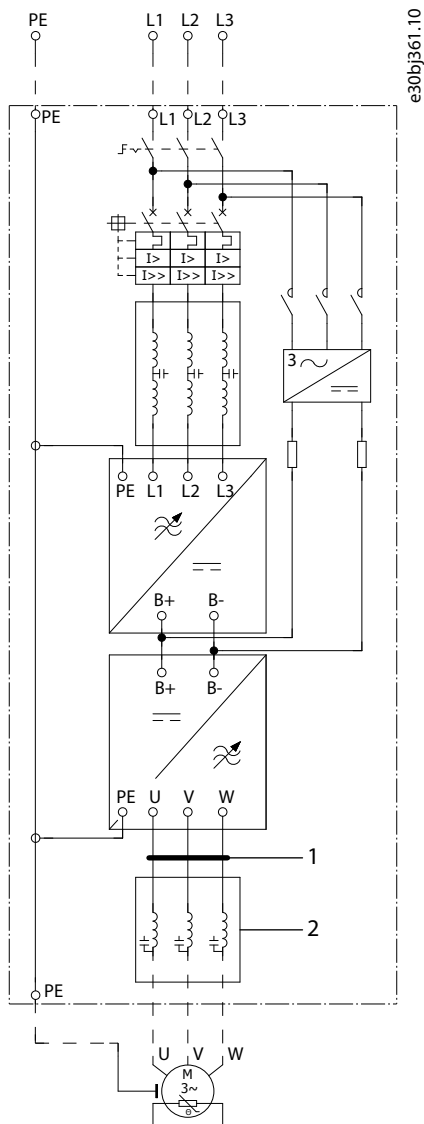 e30bj361.10
PE L1 L2 L3
PE L1 L2 L3
I> I> I>
I>> I>> I>>
3
PE L1 L2 L3
B+ B-
B+ B-
PE U V W
1
2
PE
U V W
M
3~
θ